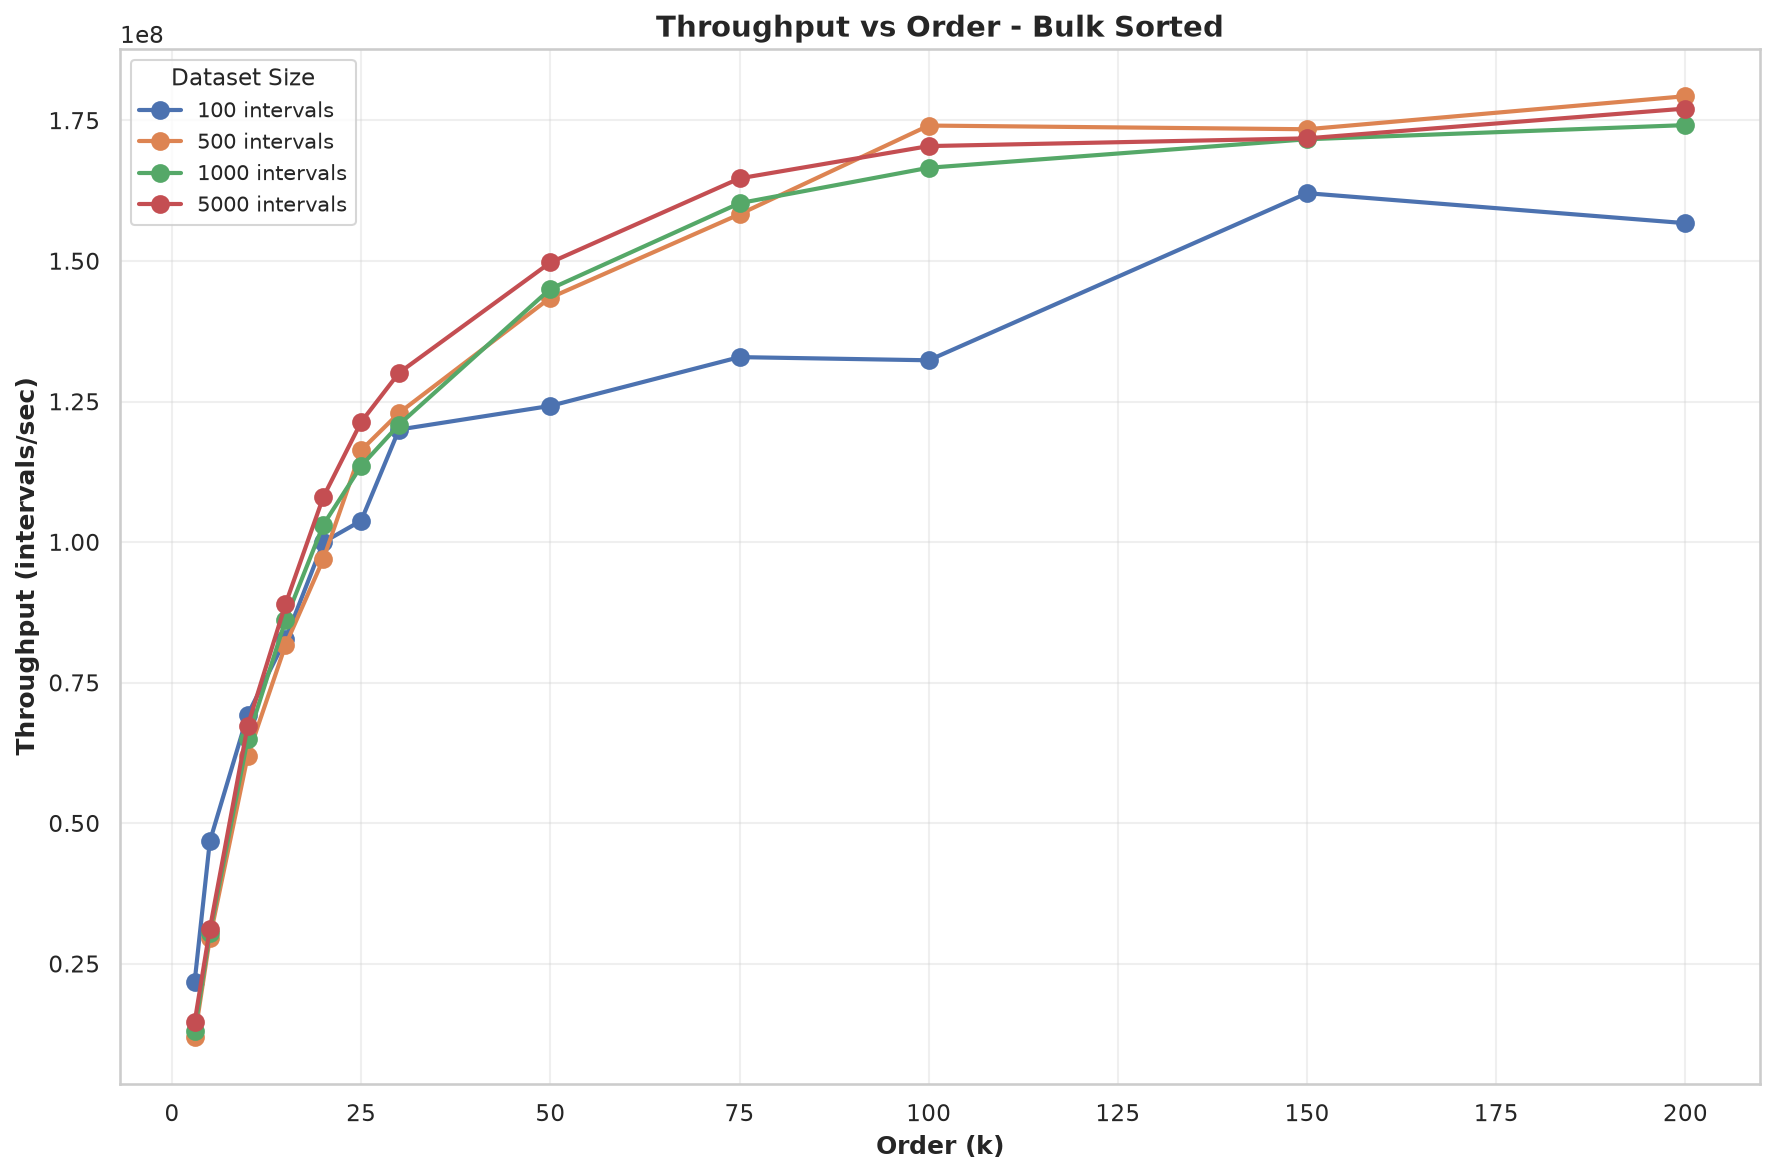 Throughput vs Order - Bulk Sorted
1e8
Dataset Size
100 intervals
500 intervals
1000 intervals
5000 intervals
1.75
1.50
1.25
1.00
0.75
0.50
0.25
Throughput (intervals/sec)
0 25 50 75 100 125 150 175 200
Order (k)